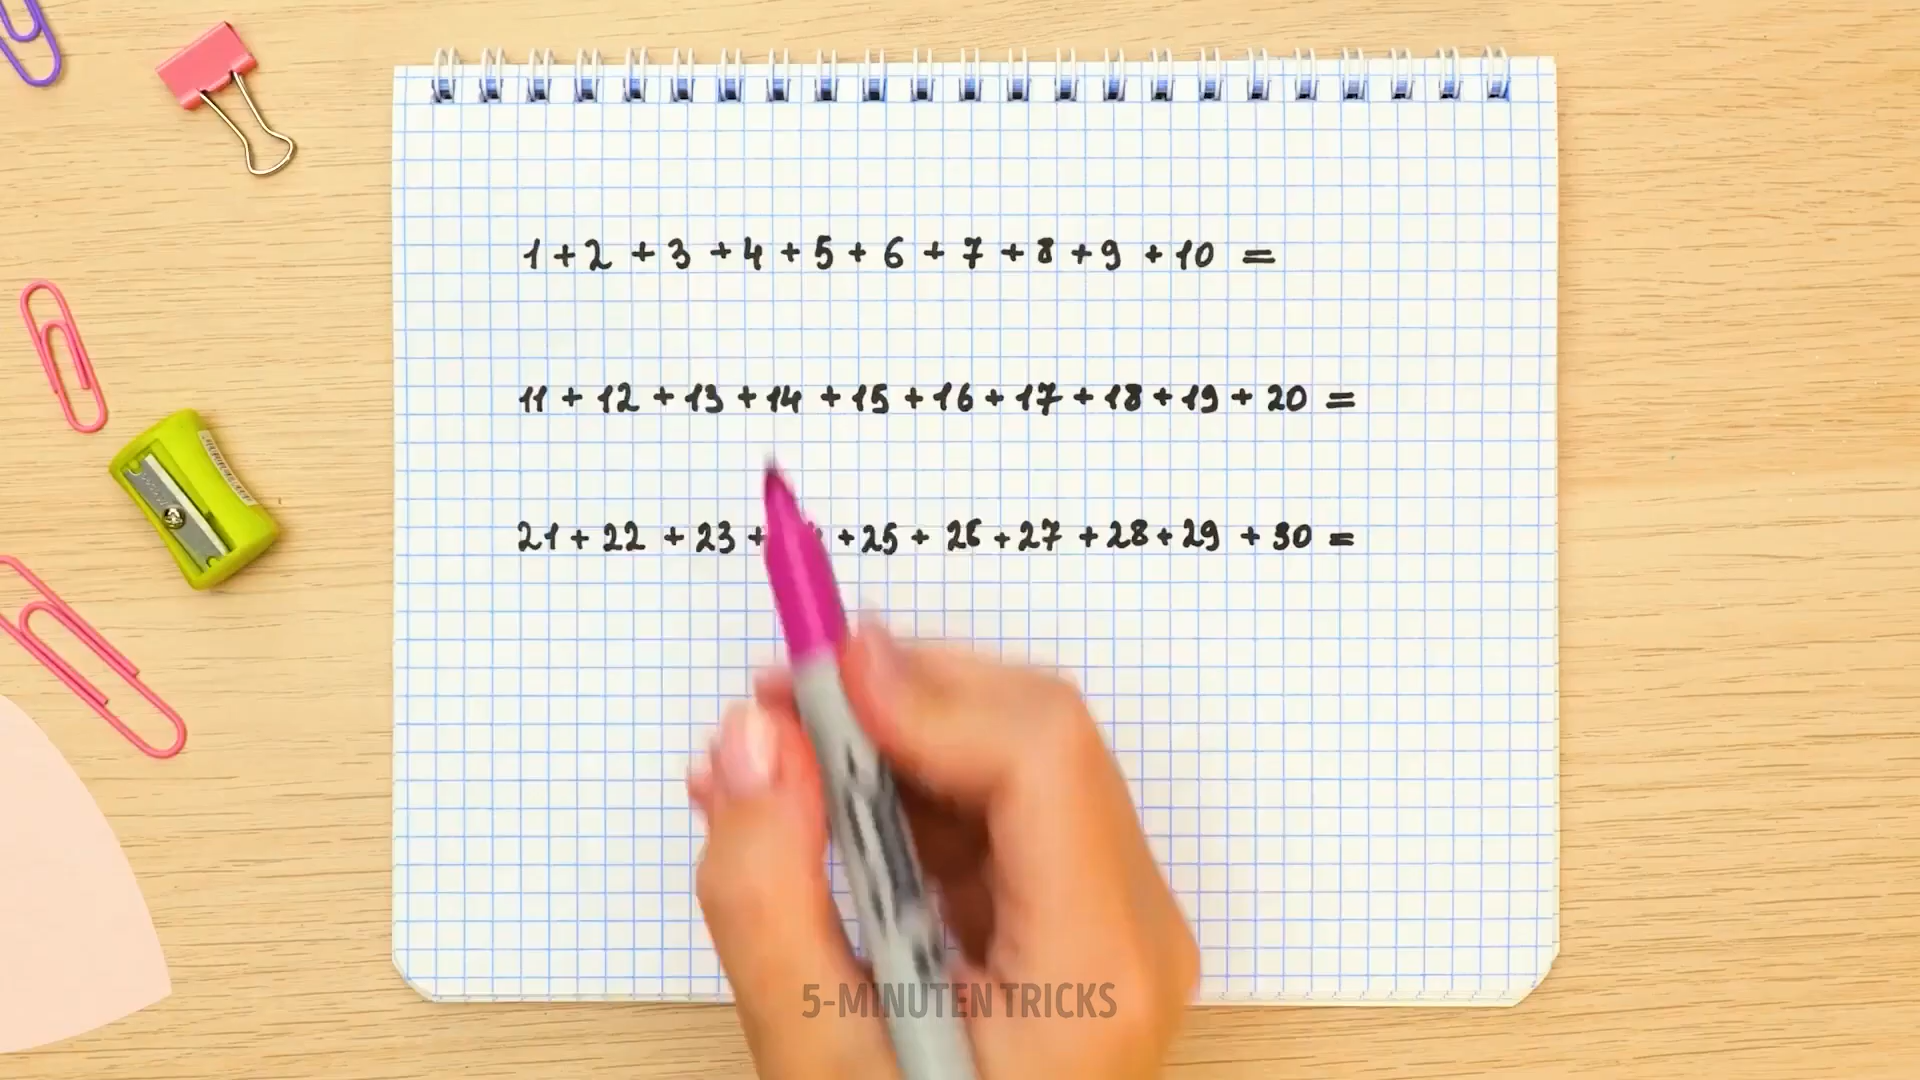 1 + 2 + 3 + 4 + 5 + 6 + 7 + 8 + 9 + 10 =
11 + 12 + 13 + 14 + 15 + 16 + 17 + 18 + 19 + 20 =
21 + 22 + 23 + + 25 + 26 + 27 + 28 + 29 + 30 =
5-MINUTEN TRICKS